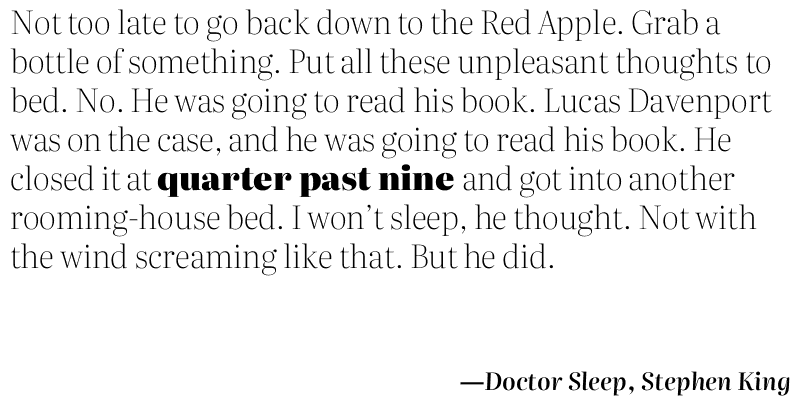 Not too late to go back down to the Red Apple. Grab a
bottle of something. Put all these unpleasant thoughts to
bed. No. He was going to read his book. Lucas Davenport
was on the case, and he was going to read his book. He
closed it at quarter past nine and got into another
rooming-house bed. I won’t sleep, he thought. Not with
the wind screaming like that. But he did.
—Doctor Sleep, Stephen King